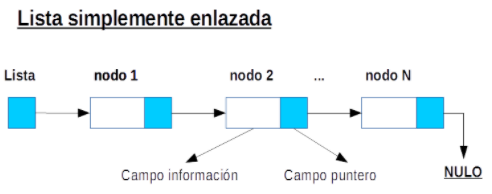 Lista simplemente enlazada
Lista nodo 1 nodo 2 ... nodo N
Campo información Campo puntero NULO